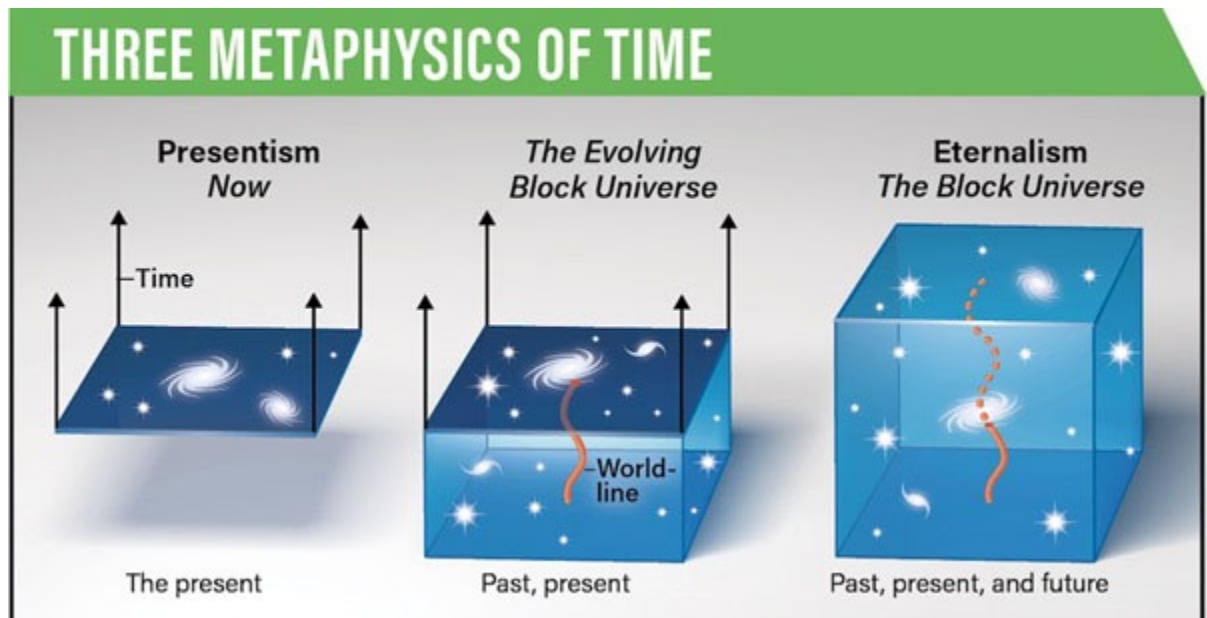 THREE METAPHYSICS OF TIME
Presentism
Now
Time
The present
The Evolving
Block Universe
World-
line
Past, present
Eternalism
The Block Universe
Past, present, and future